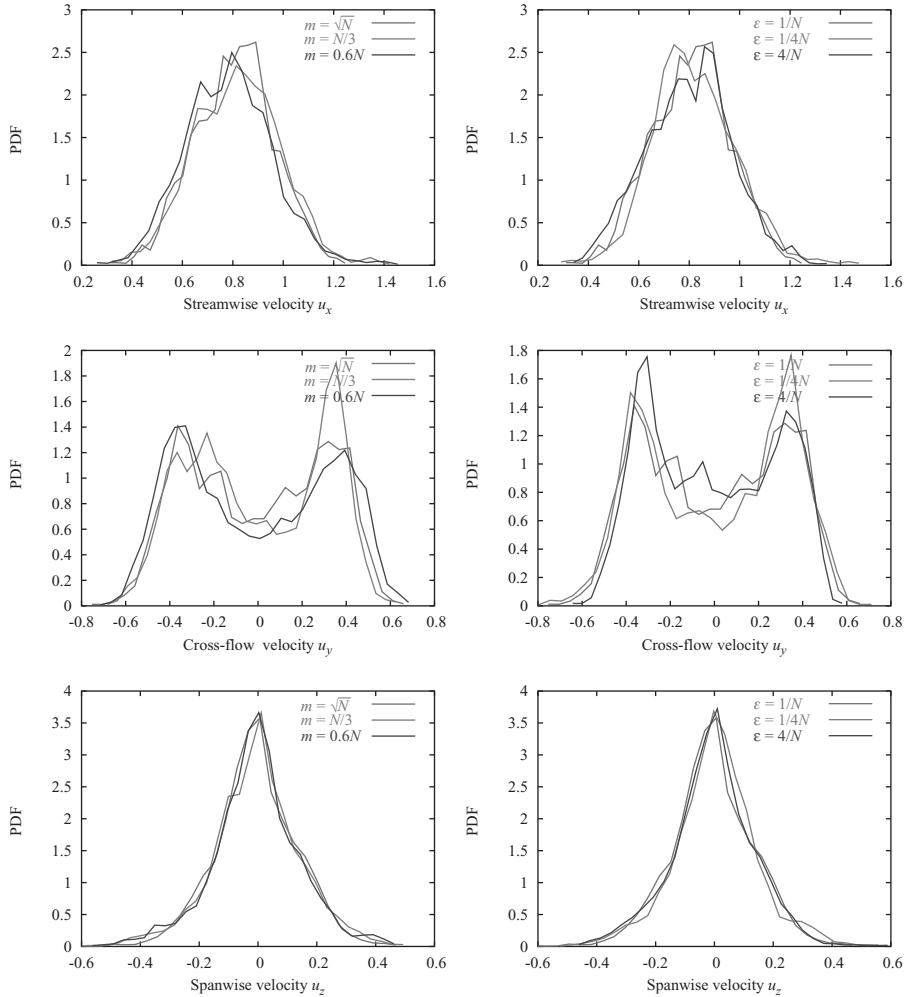 3
2.5
2
1.5
1
0.5
0
PDF
m = √N
m = N/3
m = 0.6N
0.2 0.4 0.6 0.8 1 1.2 1.4 1.6
Streamwise velocity u_x
3
2.5
2
1.5
1
0.5
0
PDF
ε = 1/N
ε = 1/4N
ε = 4/N
0.2 0.4 0.6 0.8 1 1.2 1.4 1.6
Streamwise velocity u_x
2
1.8
1.6
1.4
1.2
1
0.8
0.6
0.4
0.2
0
PDF
m = √N
m = N/3
m = 0.6N
-0.8 -0.6 -0.4 -0.2 0 0.2 0.4 0.6 0.8
Cross-flow velocity u_y
1.8
1.6
1.4
1.2
1
0.8
0.6
0.4
0.2
0
PDF
ε = 1/N
ε = 1/4N
ε = 4/N
-0.8 -0.6 -0.4 -0.2 0 0.2 0.4 0.6 0.8
Cross-flow velocity u_y
4
3.5
3
2.5
2
1.5
1
0.5
0
PDF
m = √N
m = N/3
m = 0.6N
-0.6 -0.4 -0.2 0 0.2 0.4 0.6
Spanwise velocity u_z
4
3.5
3
2.5
2
1.5
1
0.5
0
PDF
ε = 1/N
ε = 1/4N
ε = 4/N
-0.6 -0.4 -0.2 0 0.2 0.4 0.6
Spanwise velocity u_z